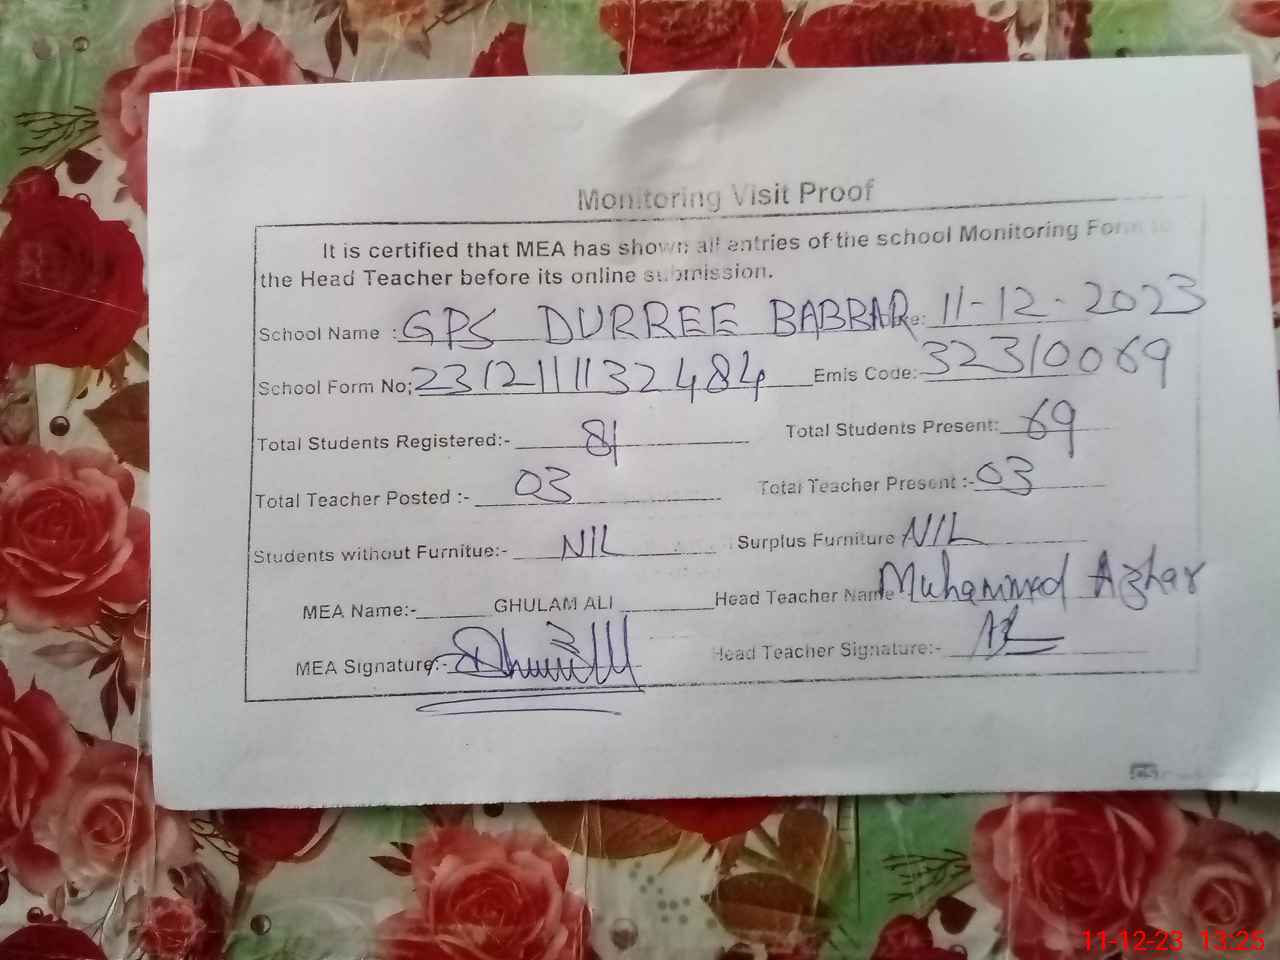 Monitoring Visit Proof
It is certified that MEA has shown all entries of the school Monitoring Form to
the Head Teacher before its online submission.
School Name : GPS DURREE BABBAR te: 11-12-2023
School Form No; 231211132484 Emis Code:- 32310069
Total Students Registered:- 81 Total Students Present: 69
Total Teacher Posted :- 03 Total Teacher Present :- 03
Students without Furnitue:- NIL Surplus Furniture NIL
MEA Name:- GHULAM ALI Head Teacher Name Muhammad Azhar
MEA Signature:- Head Teacher Signature:-
11-12-23 13:25